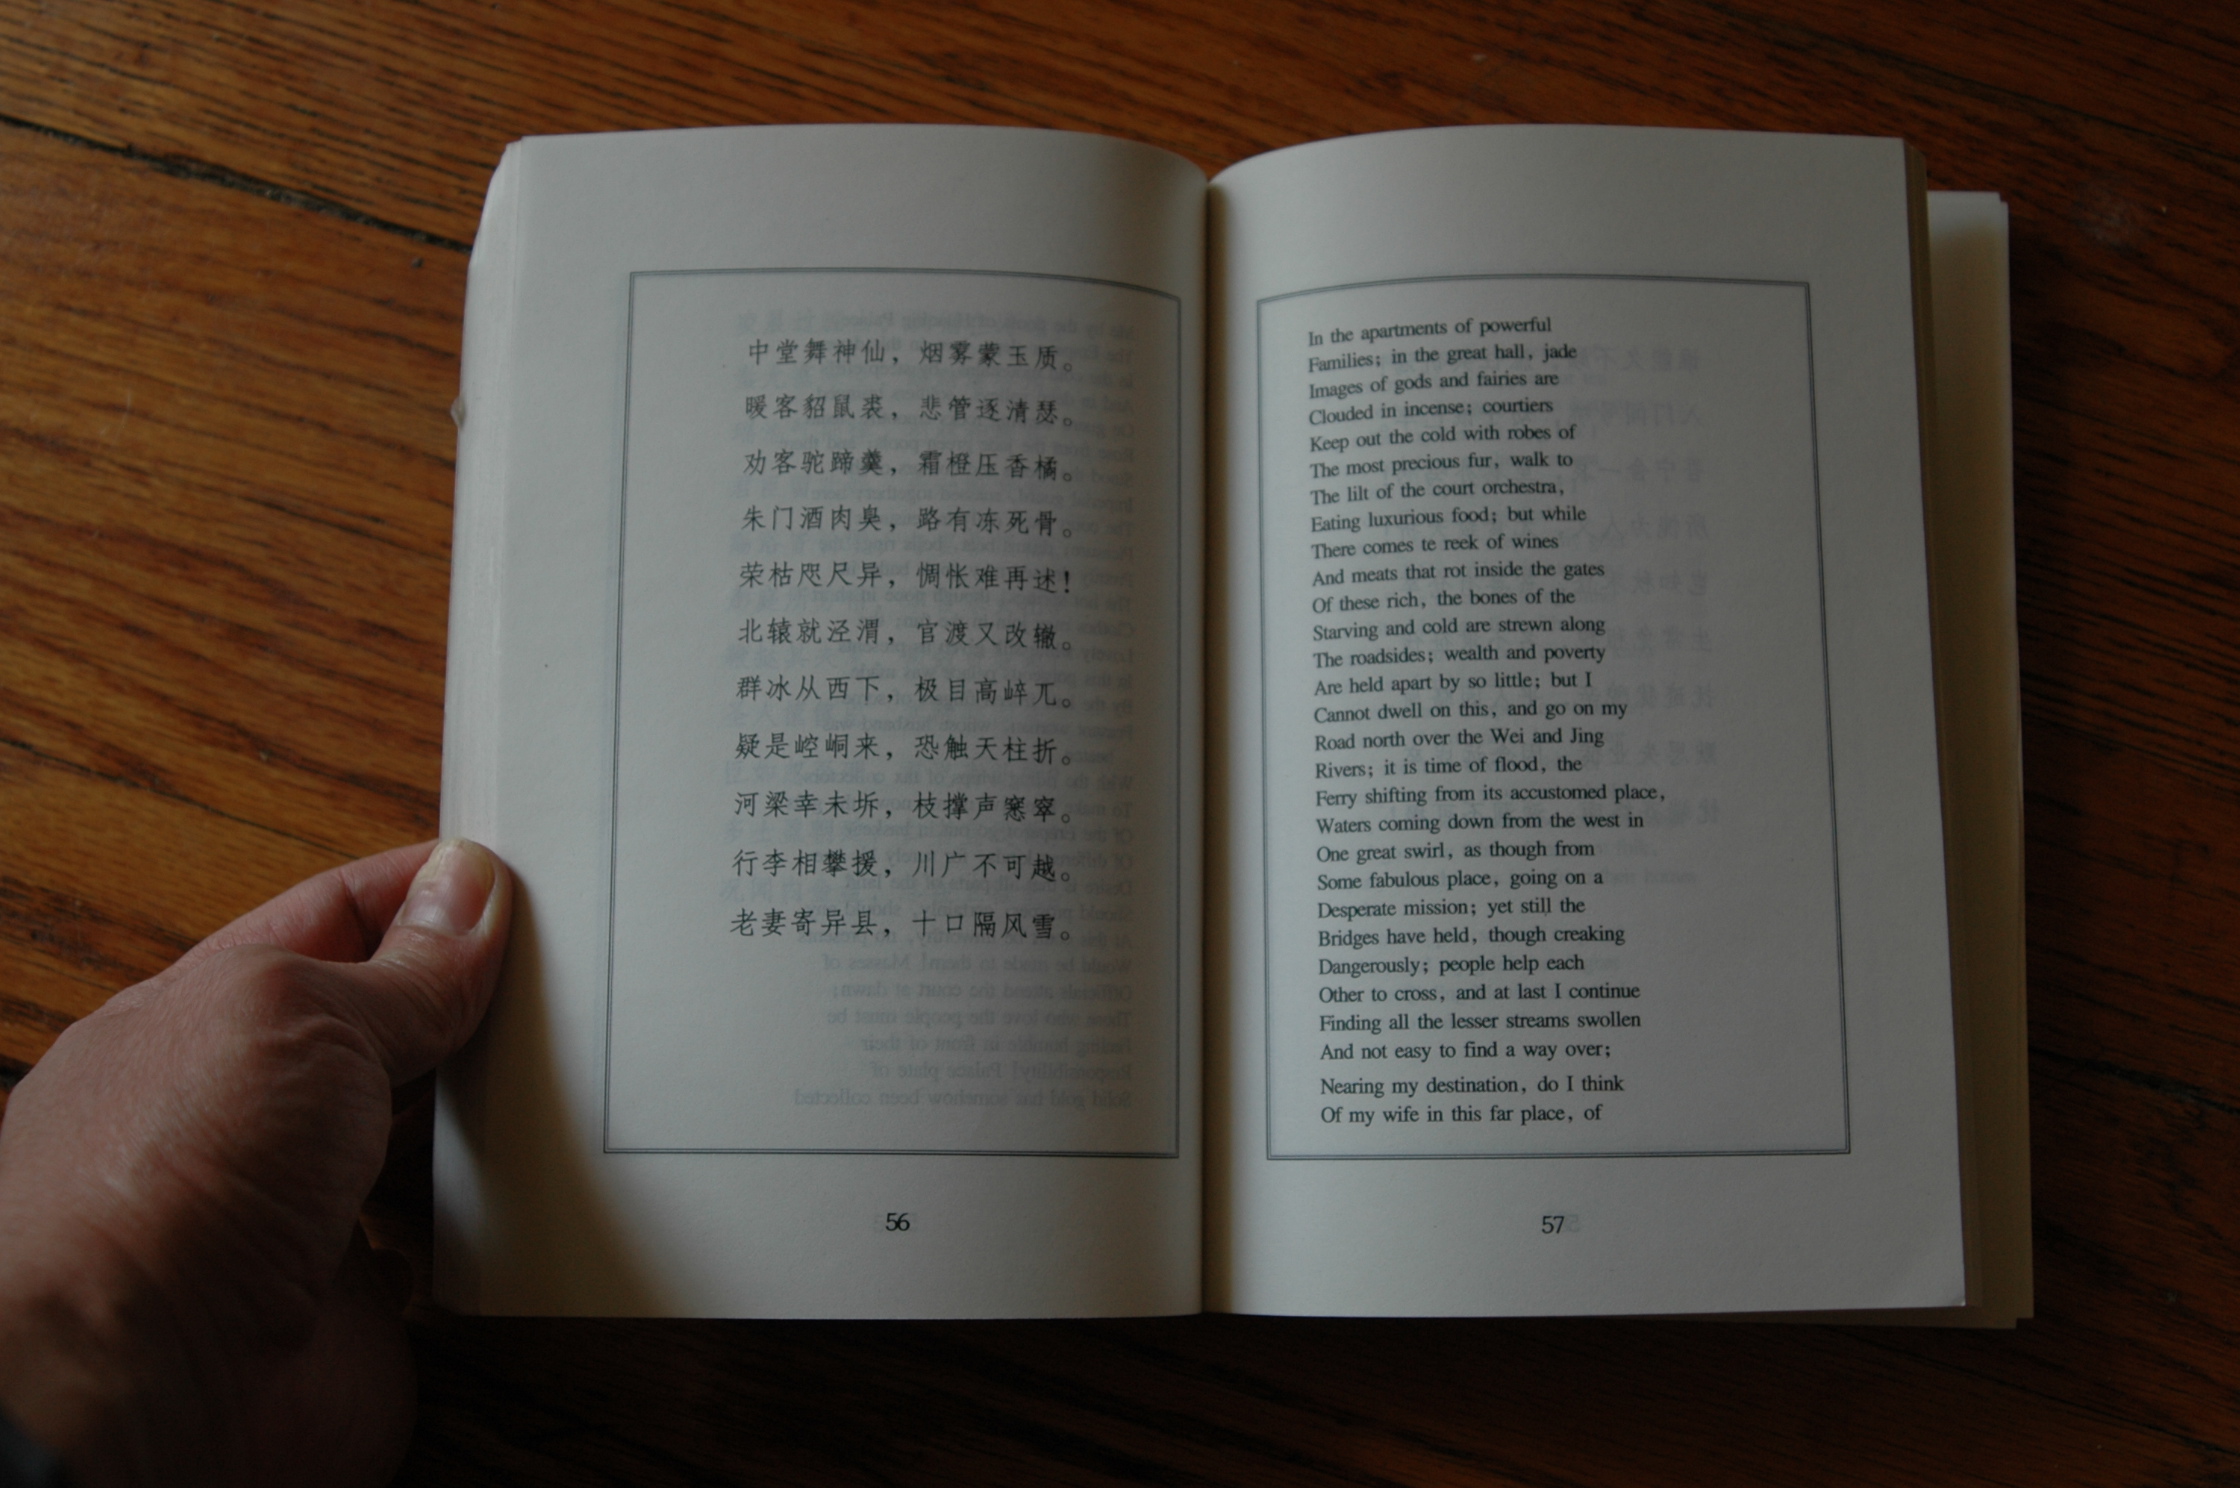 中堂舞神仙，烟雾蒙玉质。
暖客貂鼠裘，悲管逐清瑟。
劝客驼蹄羹，霜橙压香橘。
朱门酒肉臭，路有冻死骨。
荣枯咫尺异，惆怅难再述！
北辕就泾渭，官渡又改辙。
群冰从西下，极目高崒兀。
疑是崆峒来，恐触天柱折。
河梁幸未坼，枝撑声窸窣。
行李相攀援，川广不可越。
老妻寄异县，十口隔风雪。
56
In the apartments of powerful
Families; in the great hall, jade
Images of gods and fairies are
Clouded in incense; courtiers
Keep out the cold with robes of
The most precious fur, walk to
The lilt of the court orchestra,
Eating luxurious food; but while
There comes te reek of wines
And meats that rot inside the gates
Of these rich, the bones of the
Starving and cold are strewn along
The roadsides; wealth and poverty
Are held apart by so little; but I
Cannot dwell on this, and go on my
Road north over the Wei and Jing
Rivers; it is time of flood, the
Ferry shifting from its accustomed place,
Waters coming down from the west in
One great swirl, as though from
Some fabulous place, going on a
Desperate mission; yet still the
Bridges have held, though creaking
Dangerously; people help each
Other to cross, and at last I continue
Finding all the lesser streams swollen
And not easy to find a way over;
Nearing my destination, do I think
Of my wife in this far place, of
57